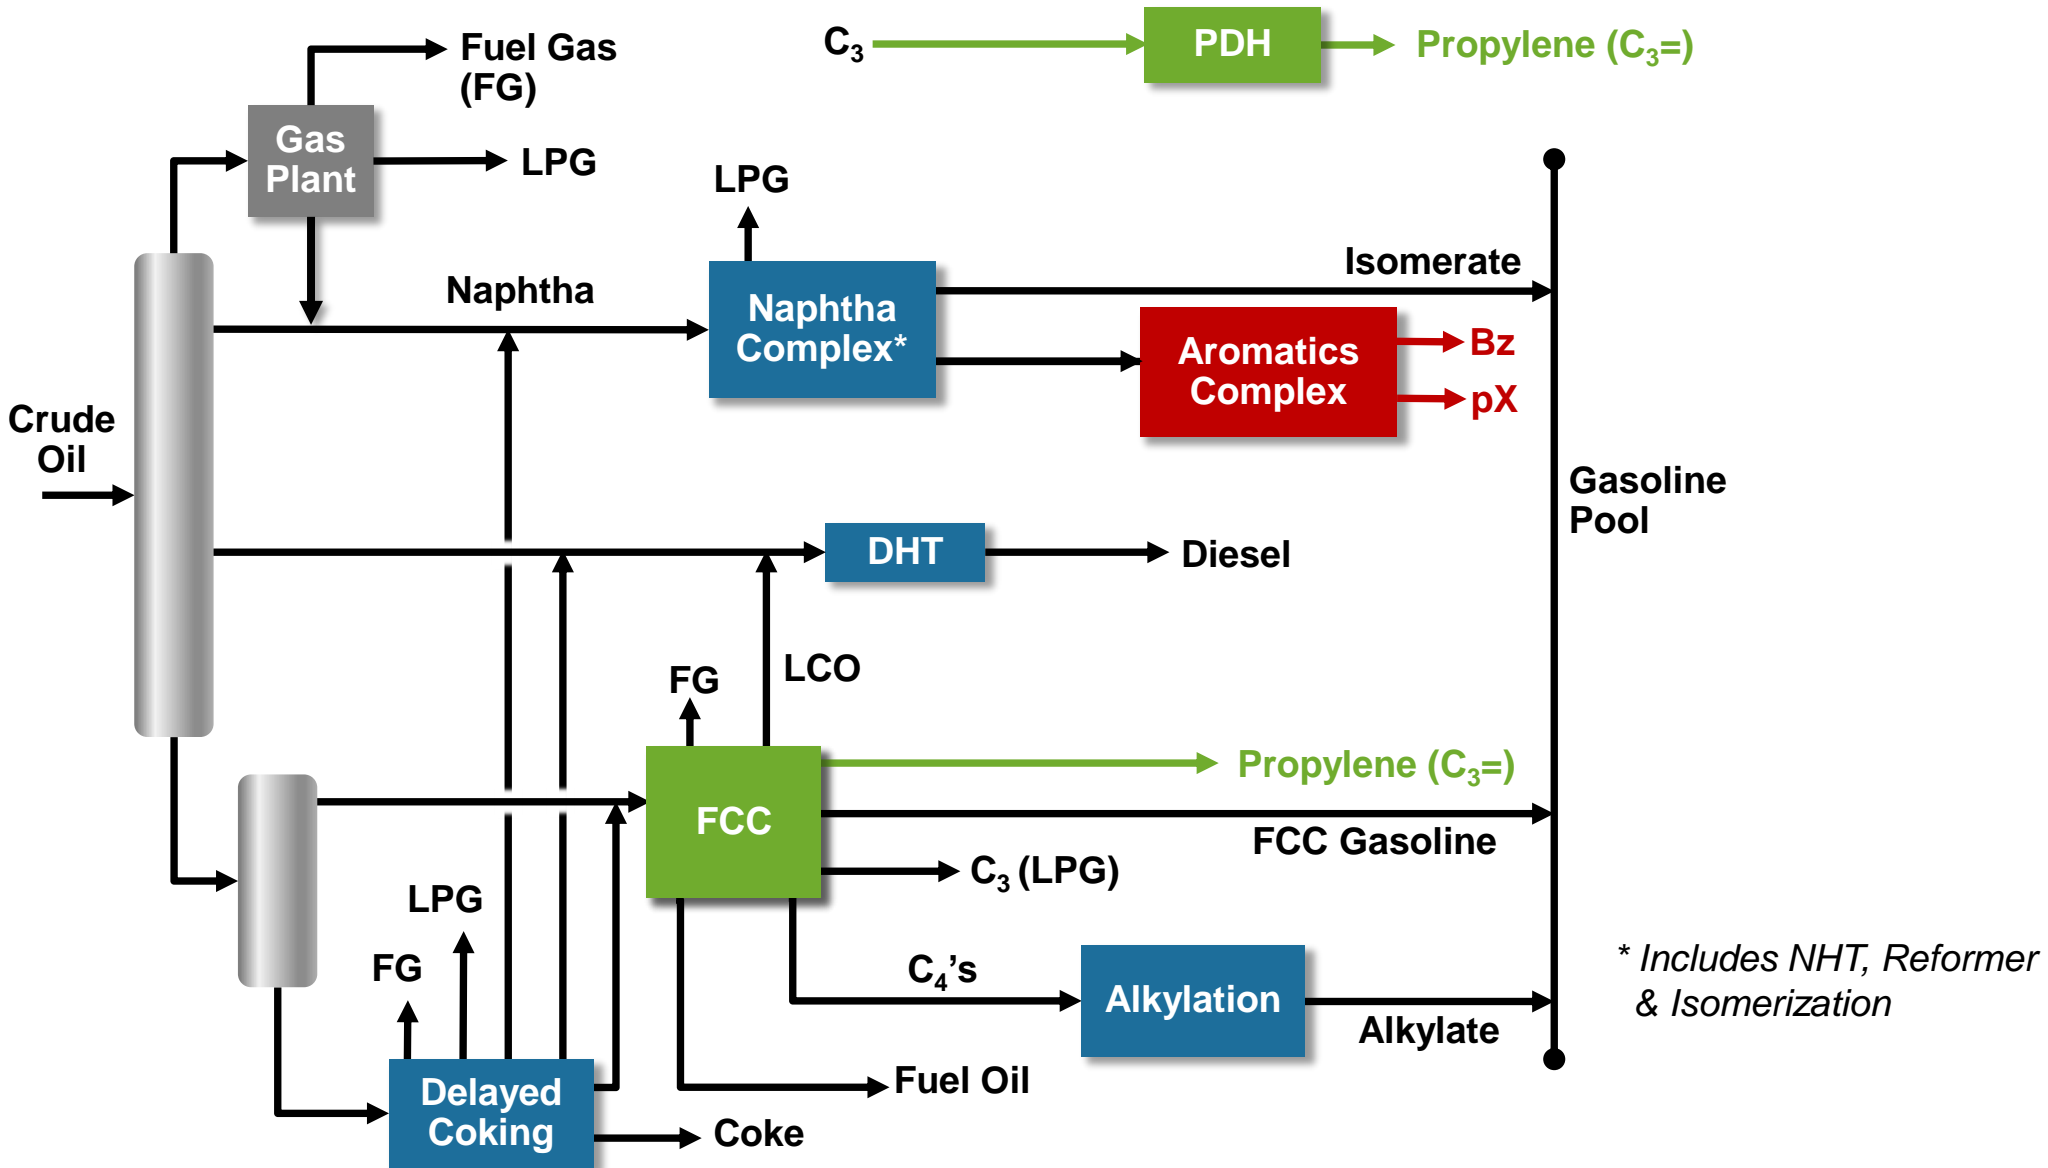 Fuel Gas
(FG)
C₃
PDH
Propylene (C₃=)
Gas
Plant
LPG
LPG
Naphtha
Isomerate
Naphtha
Complex*
Aromatics
Complex
Bz
pX
Crude
Oil
Gasoline
Pool
DHT
Diesel
FG
LCO
Propylene (C₃=)
FCC
FCC Gasoline
C₃ (LPG)
LPG
FG
C₄’s
Alkylation
Alkylate
* Includes NHT, Reformer
& Isomerization
Fuel Oil
Delayed
Coking
Coke